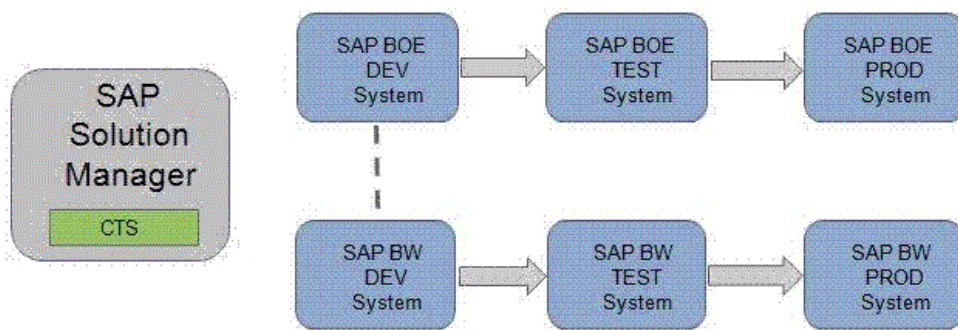 SAP
Solution
Manager
CTS
SAP BOE
DEV
System
SAP BOE
TEST
System
SAP BOE
PROD
System
SAP BW
DEV
System
SAP BW
TEST
System
SAP BW
PROD
System